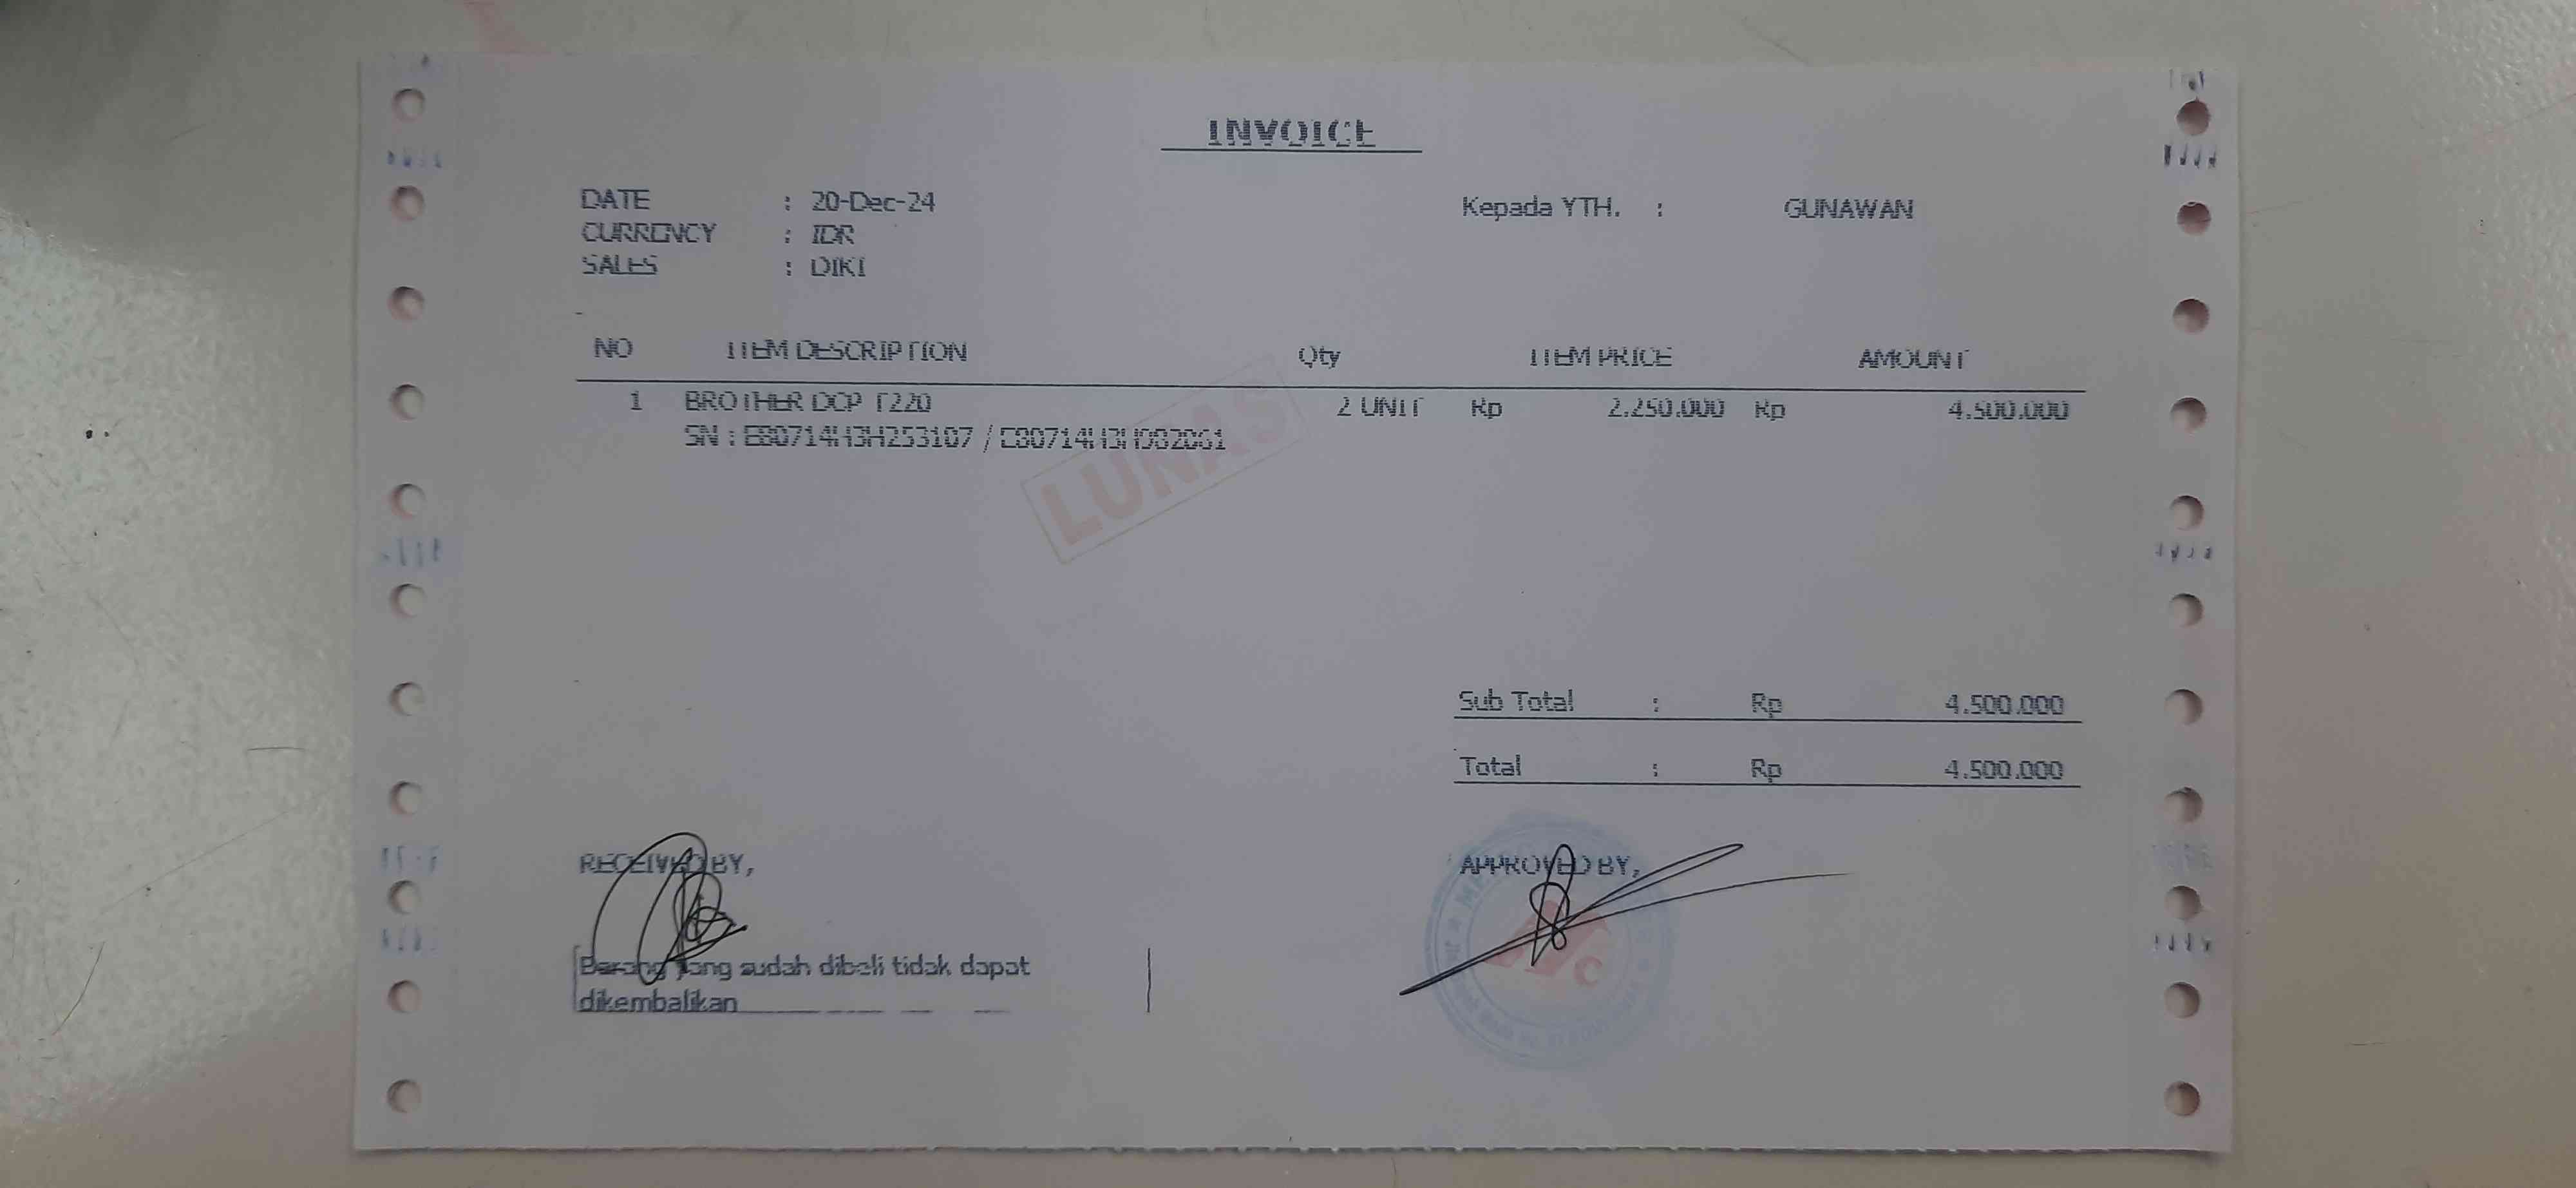 INVOICE
DATE : 20-Dec-24
Kepada YTH. : GUNAWAN
CURRENCY : IDR
SALES : DIKI
NO ITEM DESCRIPTION Qty ITEM PRICE AMOUNT
1 BROTHER DCP T220 2 UNIT Rp 2.250.000 Rp 4.500.000
SN : E80714H3H253107 /
LUNAS
Sub Total : Rp 4.500.000
Total : Rp 4.500.000
RECEIVED BY, APPROVED BY,
Barang yang sudah dibeli tidak dapat
dikembalikan